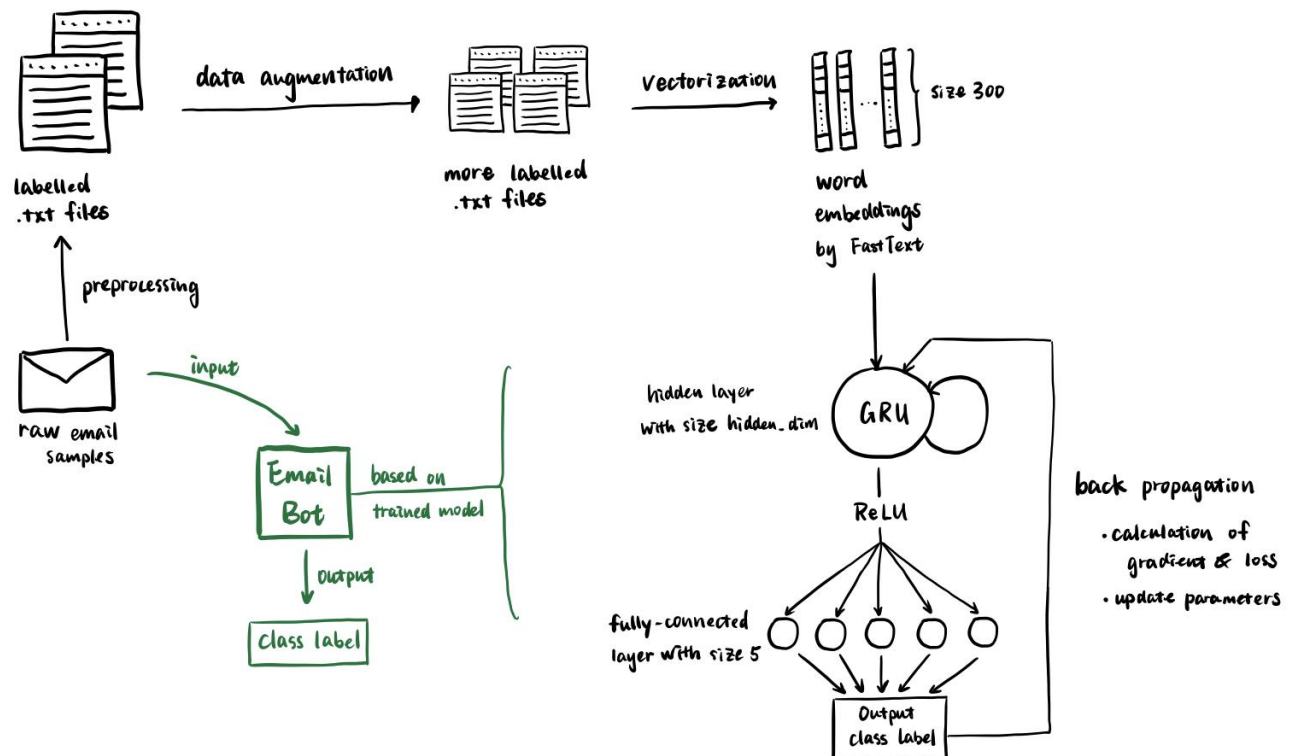 data augmentation
vectorization
size 300
labelled
.txt files
more labelled
.txt files
word
embeddings
by FastText
preprocessing
raw email
samples
input
Email
Bot
based on
trained model
output
class label
hidden layer
with size hidden_dim
GRU
ReLU
back propagation
• calculation of
gradient & loss
• update parameters
fully-connected
layer with size 5
Output
class label